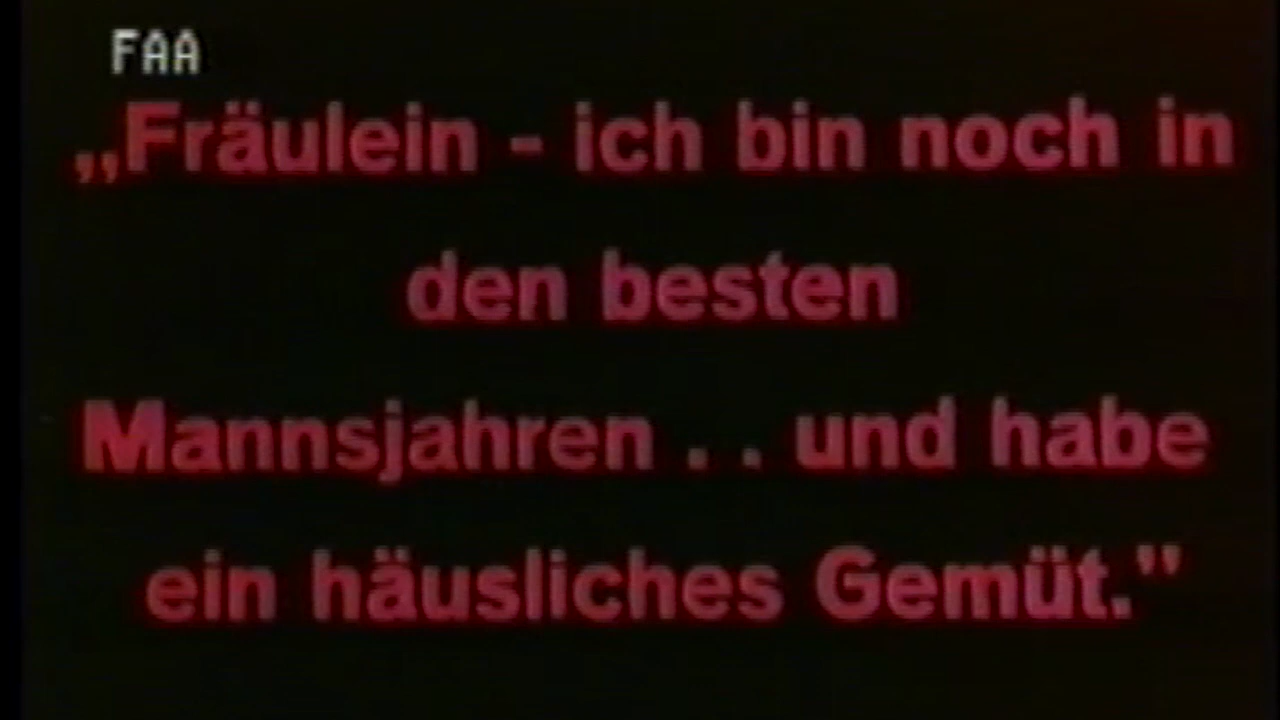 FAA
„Fräulein - ich bin noch in
den besten
Mannsjahren . . und habe
ein häusliches Gemüt."